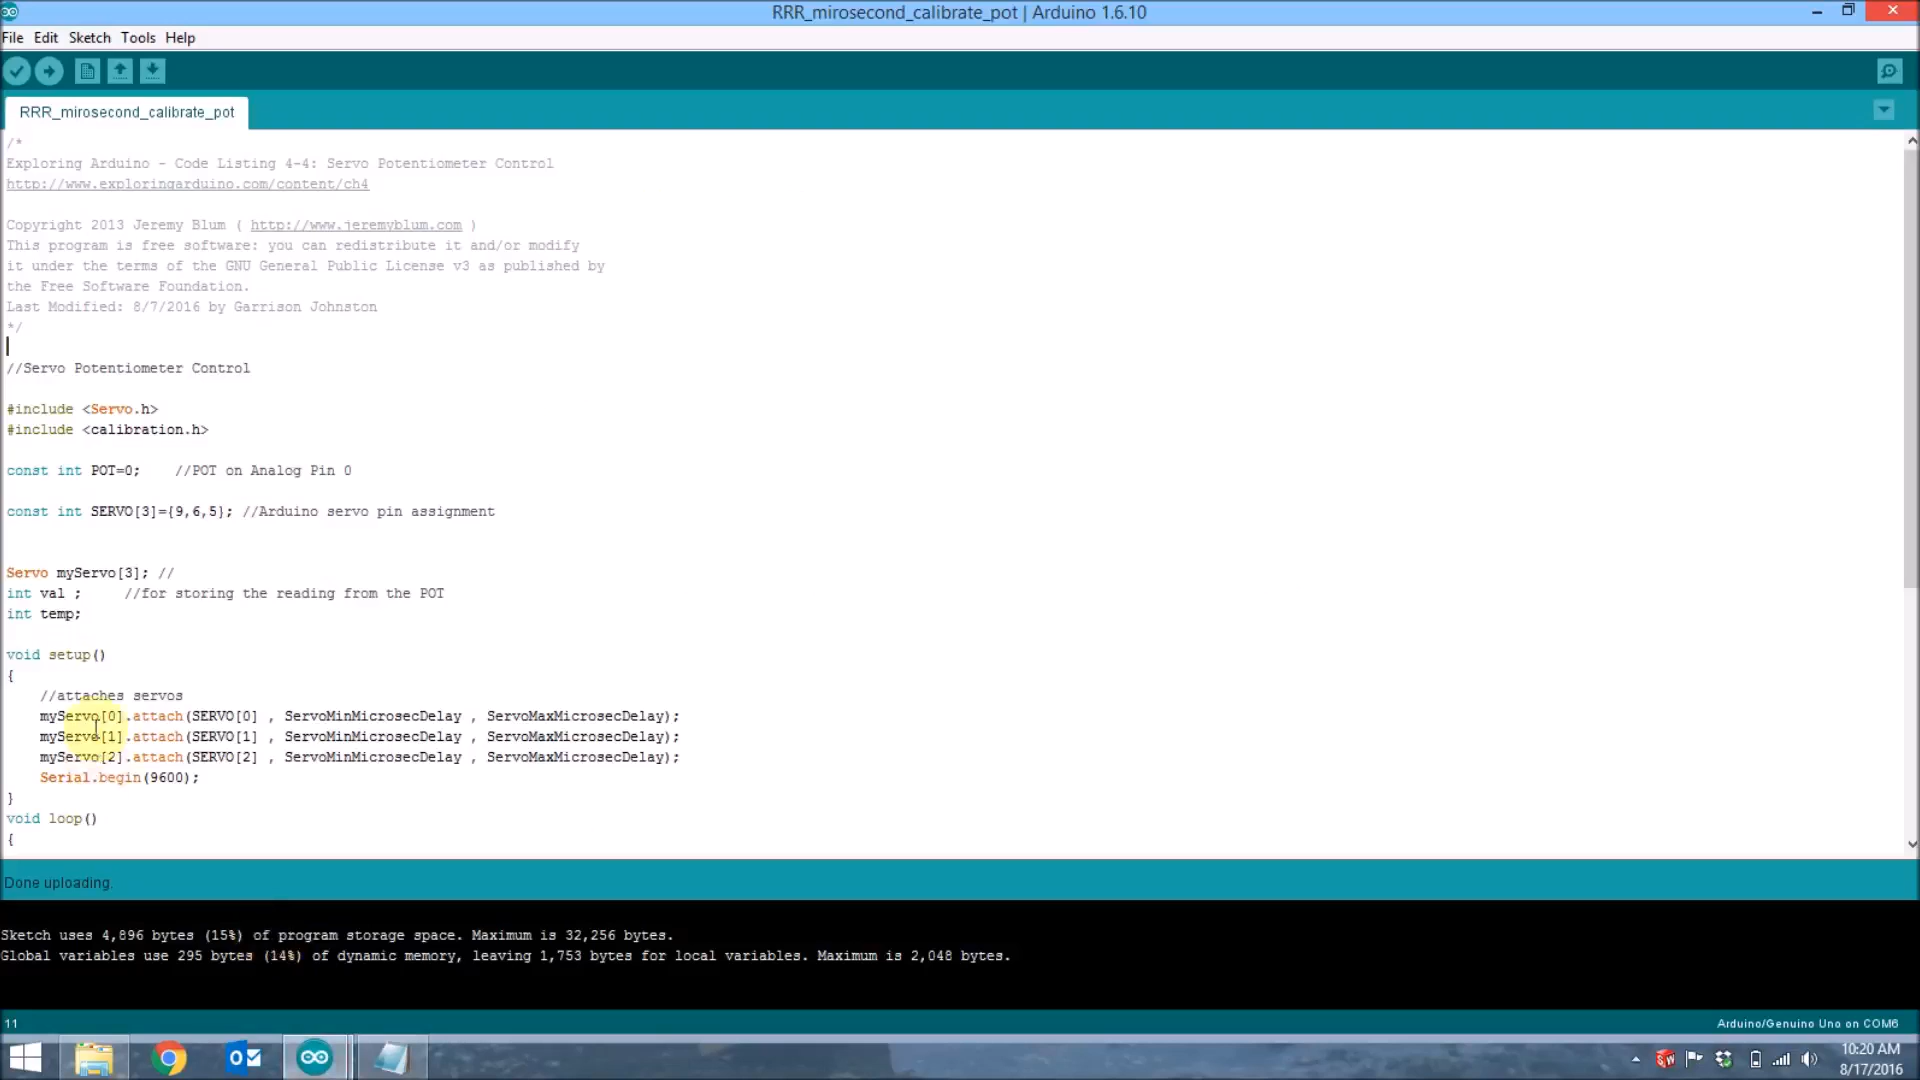 RRR_mirosecond_calibrate_pot | Arduino 1.6.10
File Edit Sketch Tools Help
RRR_mirosecond_calibrate_pot
/*
Exploring Arduino - Code Listing 4-4: Servo Potentiometer Control
http://www.exploringarduino.com/content/ch4
Copyright 2013 Jeremy Blum ( http://www.jeremyblum.com )
This program is free software: you can redistribute it and/or modify
it under the terms of the GNU General Public License v3 as published by
the Free Software Foundation.
Last Modified: 8/7/2016 by Garrison Johnston
*/
//Servo Potentiometer Control
#include <Servo.h>
#include <calibration.h>
const int POT=0;    //POT on Analog Pin 0
const int SERVO[3]={9,6,5}; //Arduino servo pin assignment
Servo myServo[3]; //
int val ;     //for storing the reading from the POT
int temp;
void setup()
{
//attaches servos
myServo[0].attach(SERVO[0] , ServoMinMicrosecDelay , ServoMaxMicrosecDelay);
myServo[1].attach(SERVO[1] , ServoMinMicrosecDelay , ServoMaxMicrosecDelay);
myServo[2].attach(SERVO[2] , ServoMinMicrosecDelay , ServoMaxMicrosecDelay);
Serial.begin(9600);
}
void loop()
{
Done uploading.
Sketch uses 4,896 bytes (15%) of program storage space. Maximum is 32,256 bytes.
Global variables use 295 bytes (14%) of dynamic memory, leaving 1,753 bytes for local variables. Maximum is 2,048 bytes.
11
Arduino/Genuino Uno on COM6
10:20 AM
8/17/2016